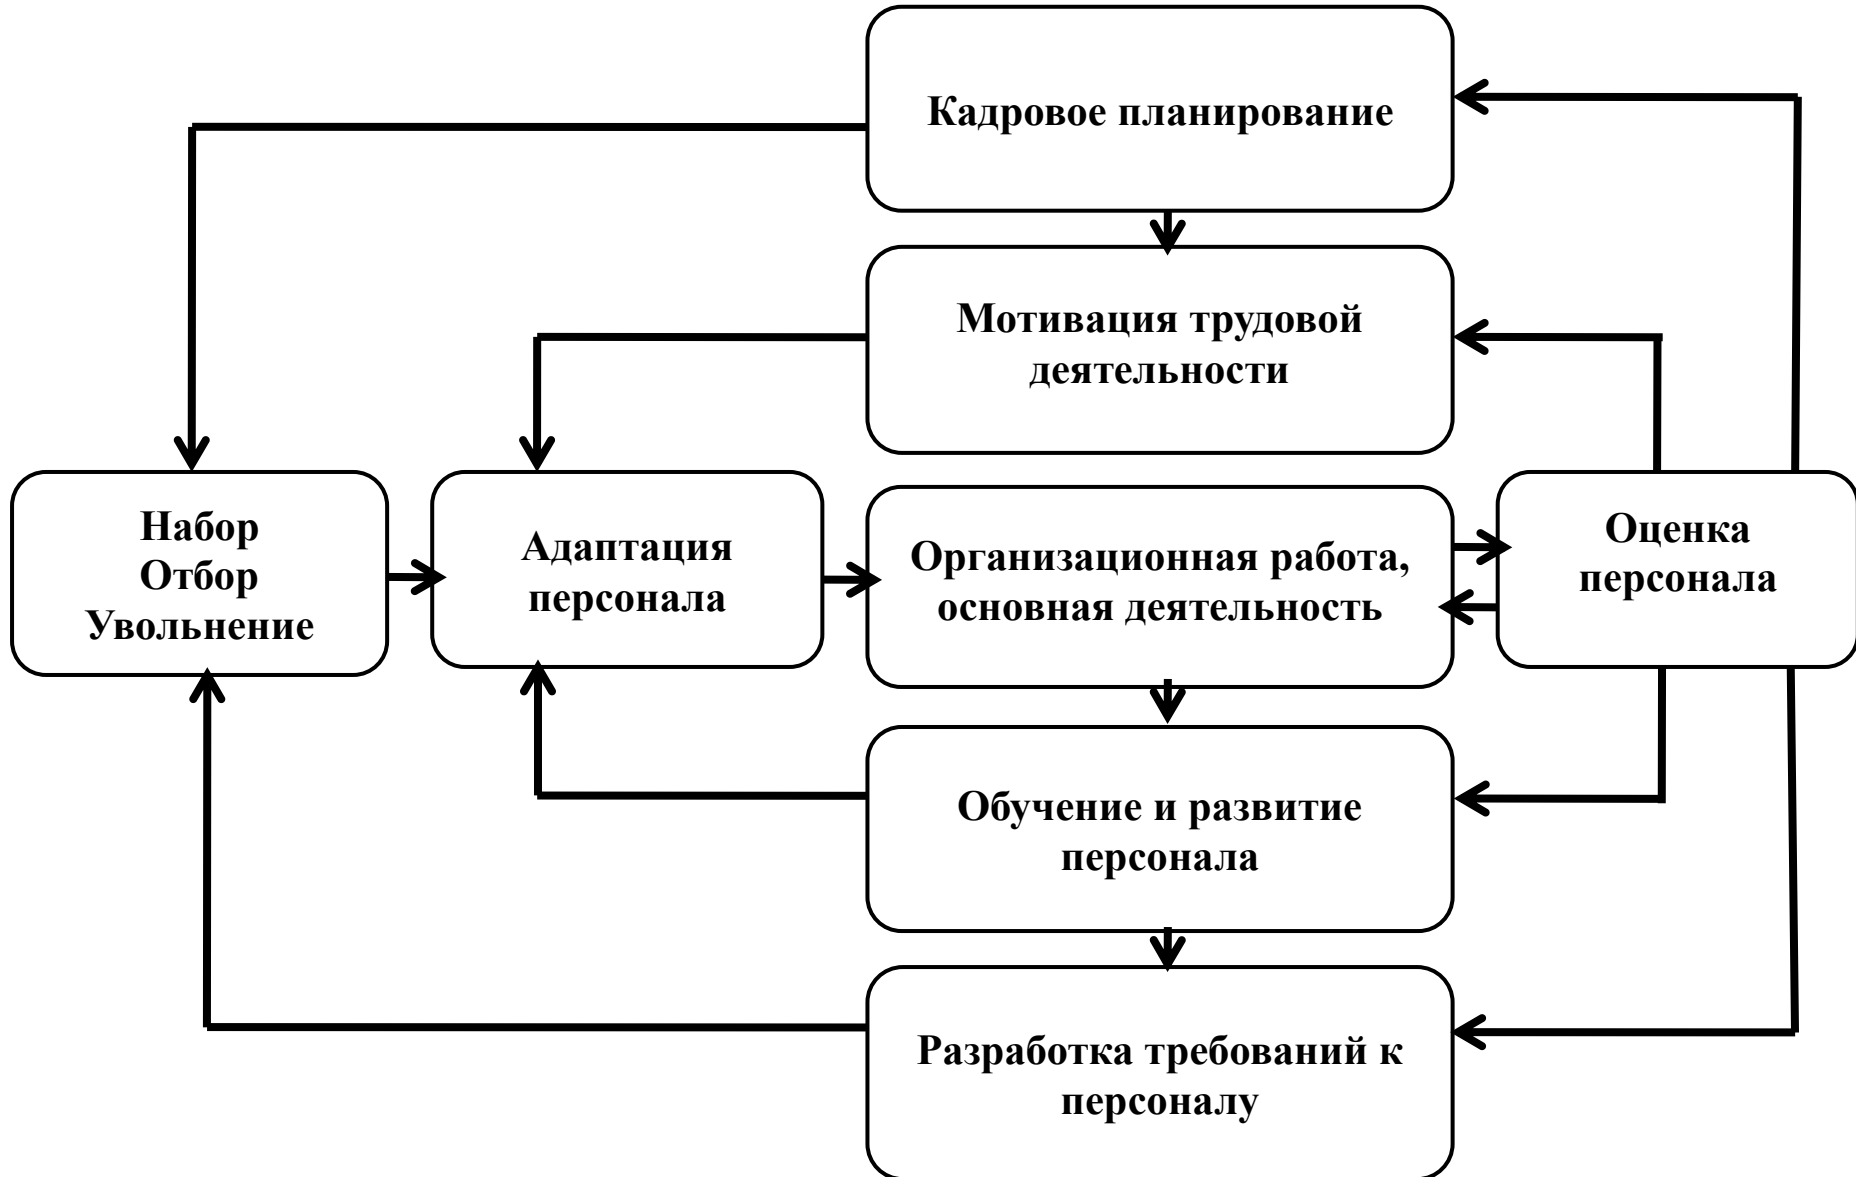 Кадровое планирование
Мотивация трудовой
деятельности
Набор
Отбор
Увольнение
Адаптация
персонала
Организационная работа,
основная деятельность
Оценка
персонала
Обучение и развитие
персонала
Разработка требований к
персоналу